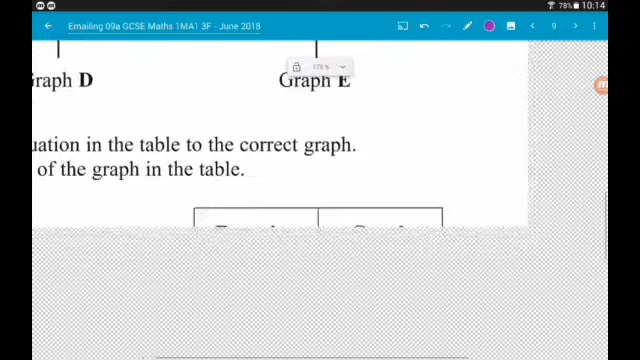 78% 10:14
Emailing 09a GCSE Maths 1MA1 3F - June 2018
9
178 %
raph D
Graph E
uation in the table to the correct graph.
of the graph in the table.